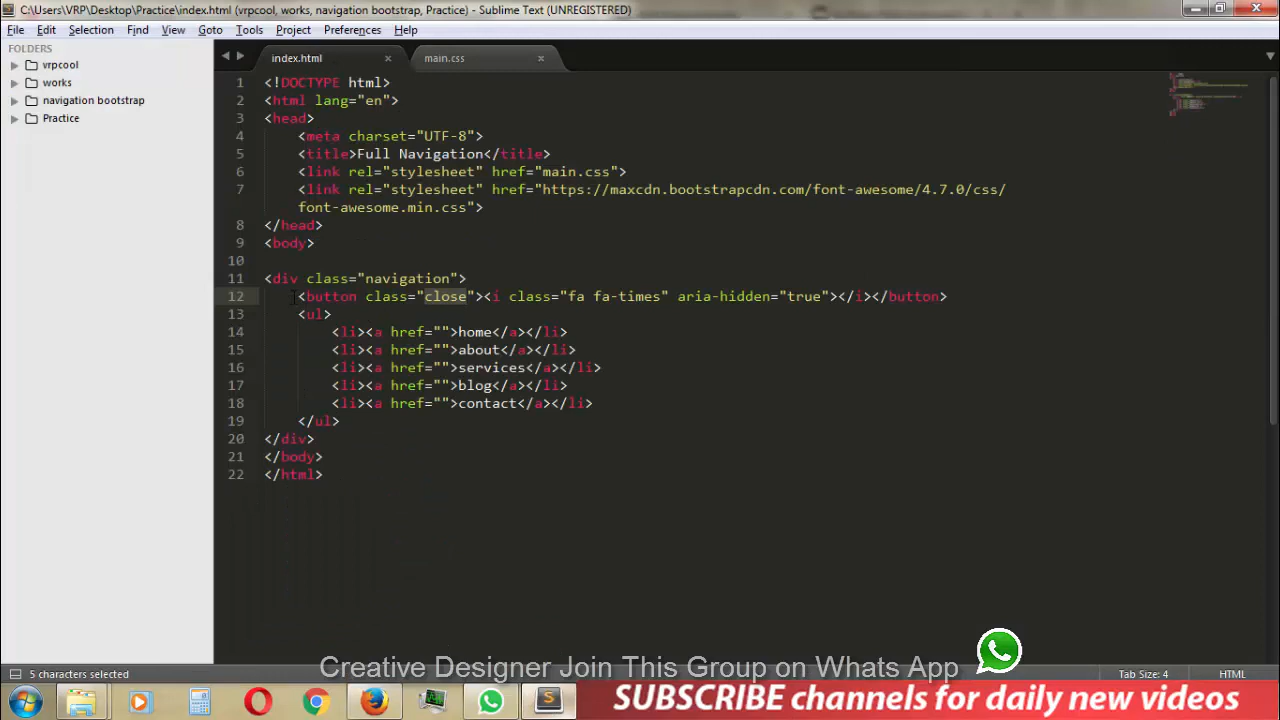 C:\Users\VRP\Desktop\Practice\index.html (vrpcool, works, navigation bootstrap, Practice) - Sublime Text (UNREGISTERED)
File Edit Selection Find View Goto Tools Project Preferences Help
FOLDERS
vrpcool
works
navigation bootstrap
Practice
index.html main.css
1 <!DOCTYPE html>
2 <html lang="en">
3 <head>
4 <meta charset="UTF-8">
5 <title>Full Navigation</title>
6 <link rel="stylesheet" href="main.css">
7 <link rel="stylesheet" href="https://maxcdn.bootstrapcdn.com/font-awesome/4.7.0/css/
font-awesome.min.css">
8 </head>
9 <body>
10
11 <div class="navigation">
12 <button class="close"><i class="fa fa-times" aria-hidden="true"></i></button>
13 <ul>
14 <li><a href="">home</a></li>
15 <li><a href="">about</a></li>
16 <li><a href="">services</a></li>
17 <li><a href="">blog</a></li>
18 <li><a href="">contact</a></li>
19 </ul>
20 </div>
21 </body>
22 </html>
5 characters selected
Tab Size: 4 HTML
Creative Designer Join This Group on Whats App
SUBSCRIBE channels for daily new videos